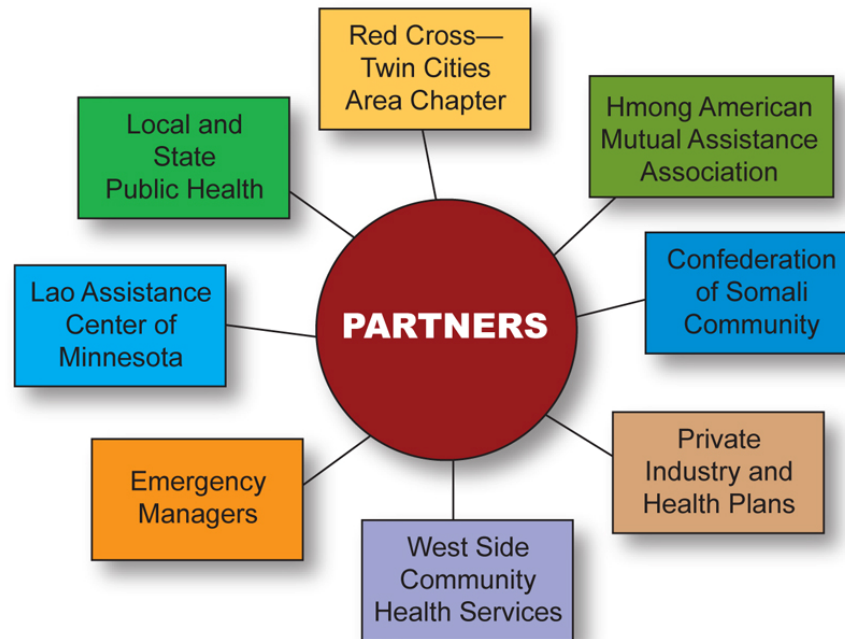 Red Cross—
Twin Cities
Area Chapter
Hmong American
Mutual Assistance
Association
Confederation
of Somali
Community
Private
Industry and
Health Plans
West Side
Community
Health Services
Emergency
Managers
Lao Assistance
Center of
Minnesota
Local and
State
Public Health
PARTNERS